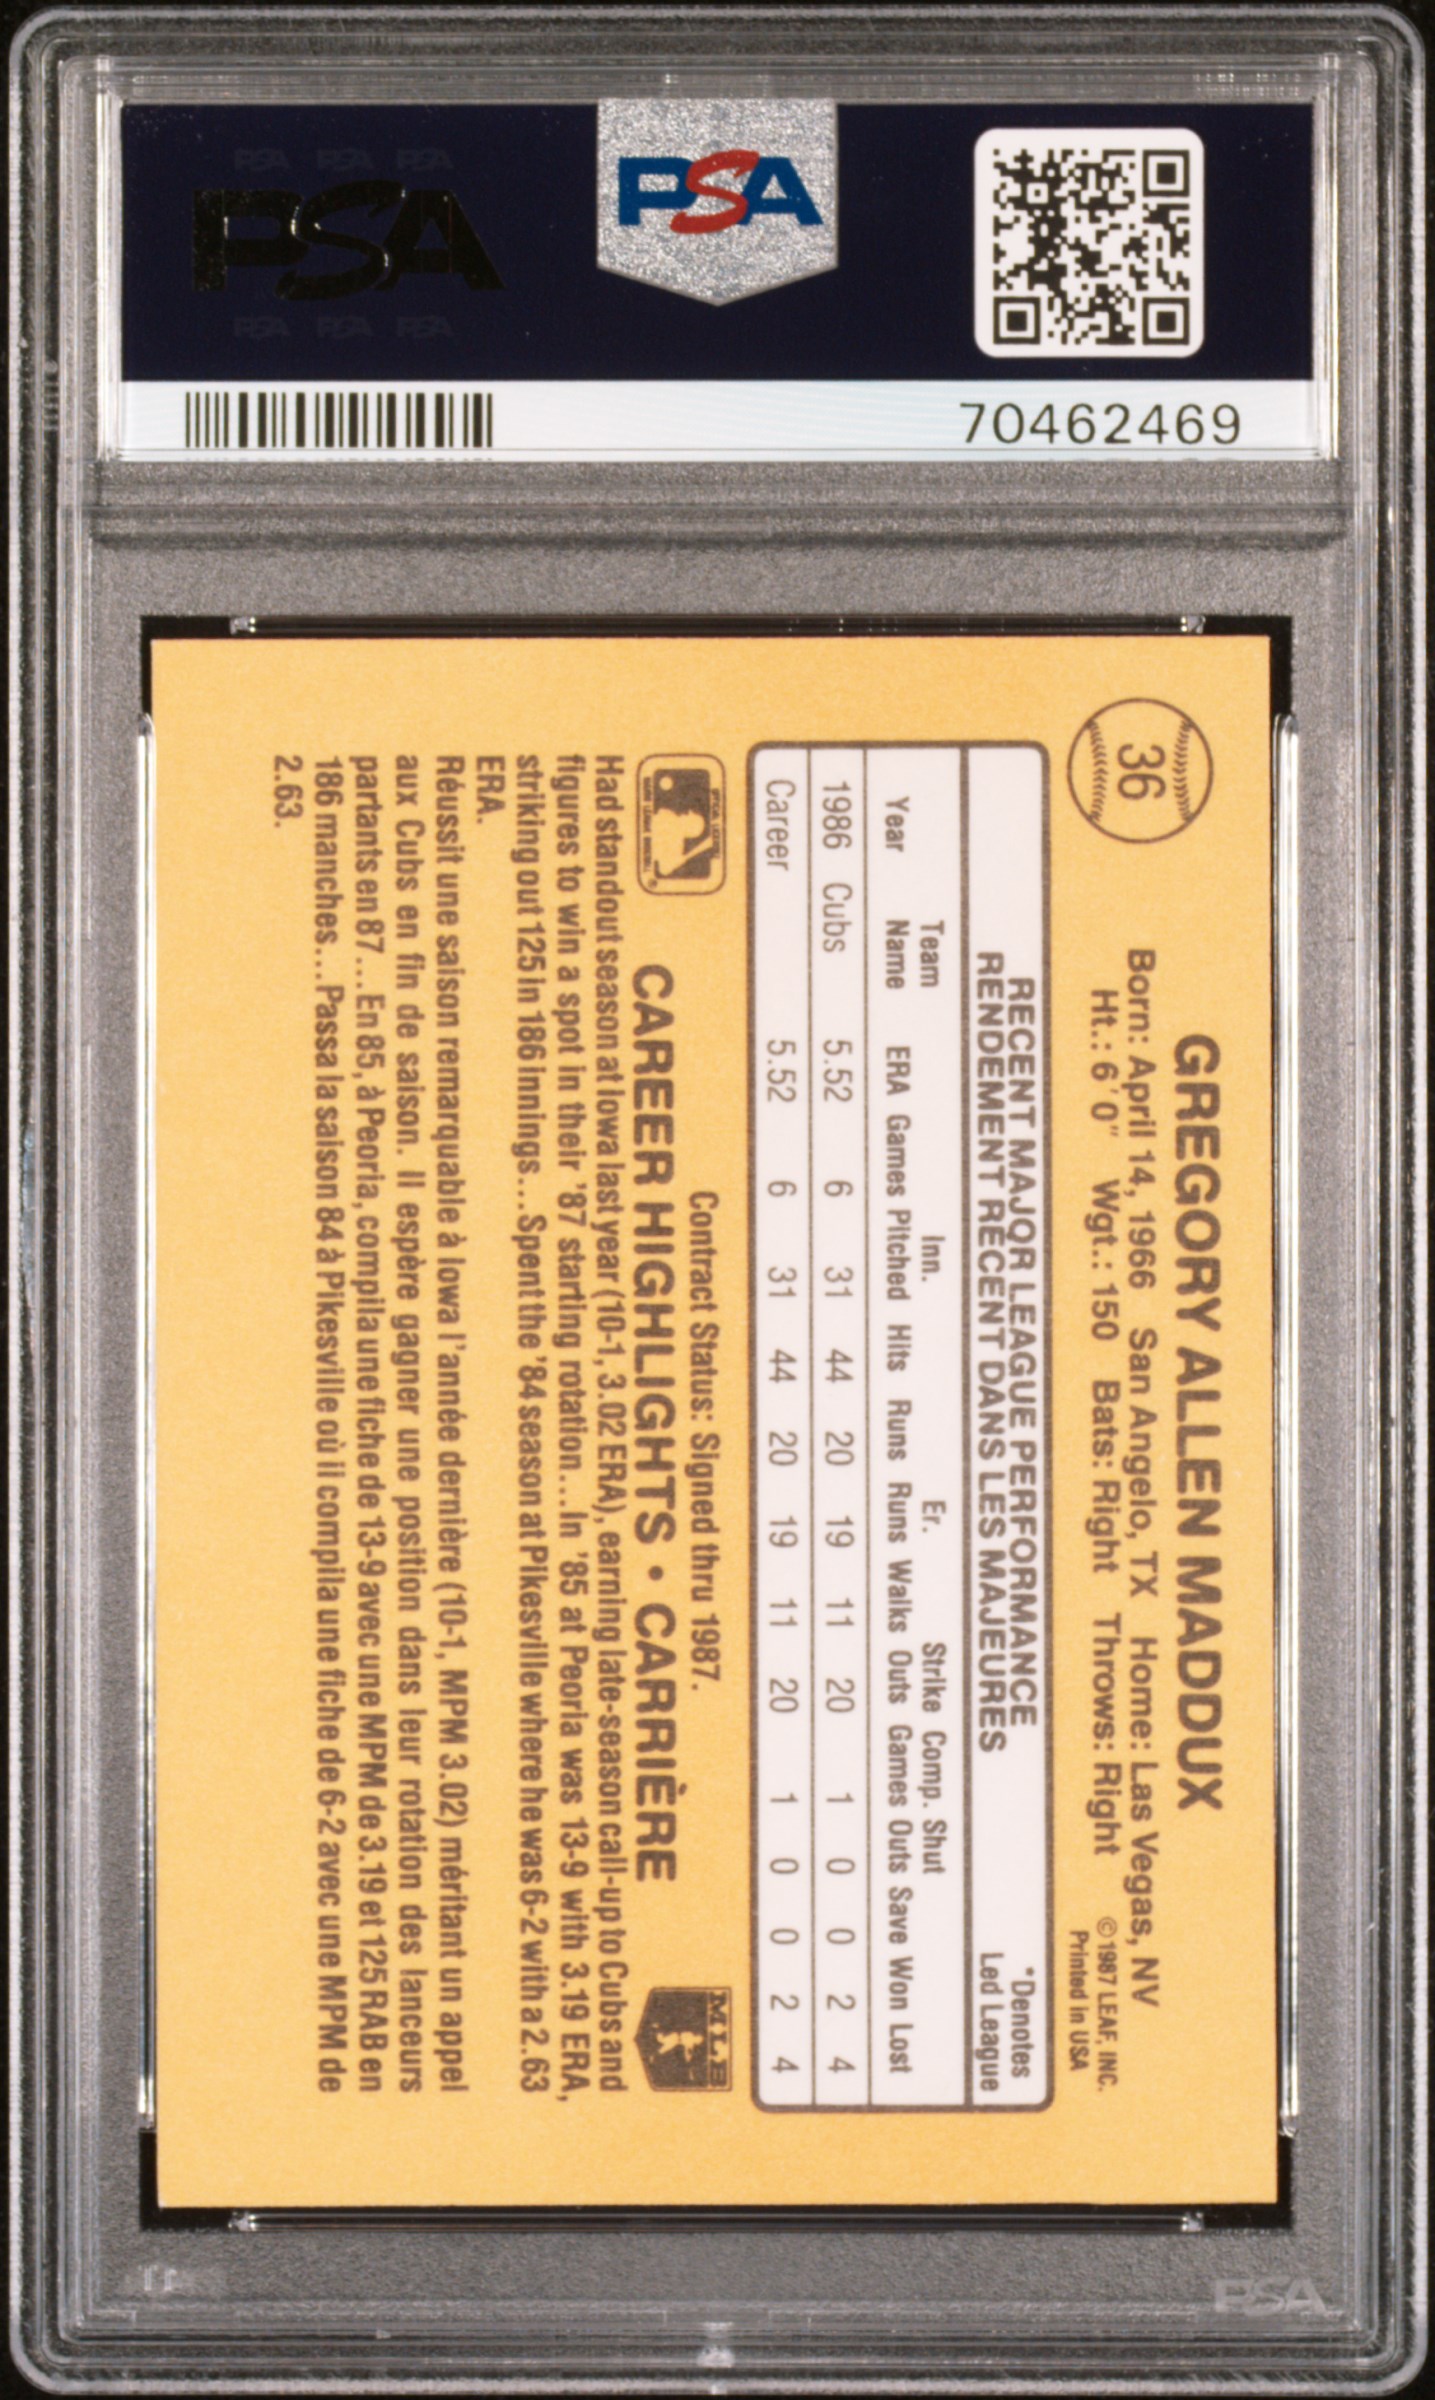 PSA PSA PSA
PSA
PSA PSA PSA
PSA
70462469
36
GREGORY ALLEN MADDUX
Born: April 14, 1966 San Angelo, TX Home: Las Vegas, NV
Ht.: 6'0" Wgt.: 150 Bats: Right Throws: Right
©1987 LEAF, INC.
Printed in USA
RECENT MAJOR LEAGUE PERFORMANCE
RENDEMENT RÉCENT DANS LES MAJEURES
*Denotes
Led League
Team Inn. Er. Strike Comp. Shut
Year Name ERA Games Pitched Hits Runs Runs Walks Outs Games Outs Save Won Lost
1986 Cubs 5.52 6 31 44 20 19 11 20 1 0 0 2 4
Career 5.52 6 31 44 20 19 11 20 1 0 0 2 4
Contract Status: Signed thru 1987.
CAREER HIGHLIGHTS • CARRIÈRE
MLB
Had standout season at Iowa last year (10-1, 3.02 ERA), earning late-season call-up to Cubs and
figures to win a spot in their '87 starting rotation...In '85 at Peoria was 13-9 with 3.19 ERA,
striking out 125 in 186 innings...Spent the '84 season at Pikesville where he was 6-2 with a 2.63
ERA.
Réussit une saison remarquable à Iowa l'année dernière (10-1, MPM 3.02) méritant un appel
aux Cubs en fin de saison. Il espère gagner une position dans leur rotation des lanceurs
partants en 87...En 85, à Peoria, compila une fiche de 13-9 avec une MPM de 3.19 et 125 RAB en
186 manches...Passa la saison 84 à Pikesville où il compila une fiche de 6-2 avec une MPM de
2.63.
PSA